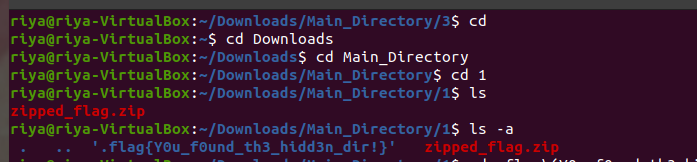 riya@riya-VirtualBox:~/Downloads/Main_Directory/3$ cd
riya@riya-VirtualBox:~$ cd Downloads
riya@riya-VirtualBox:~/Downloads$ cd Main_Directory
riya@riya-VirtualBox:~/Downloads/Main_Directory$ cd 1
riya@riya-VirtualBox:~/Downloads/Main_Directory/1$ ls
zipped_flag.zip
riya@riya-VirtualBox:~/Downloads/Main_Directory/1$ ls -a
. .. '.flag{Y0u_f0und_th3_hidd3n_dir!}' zipped_flag.zip